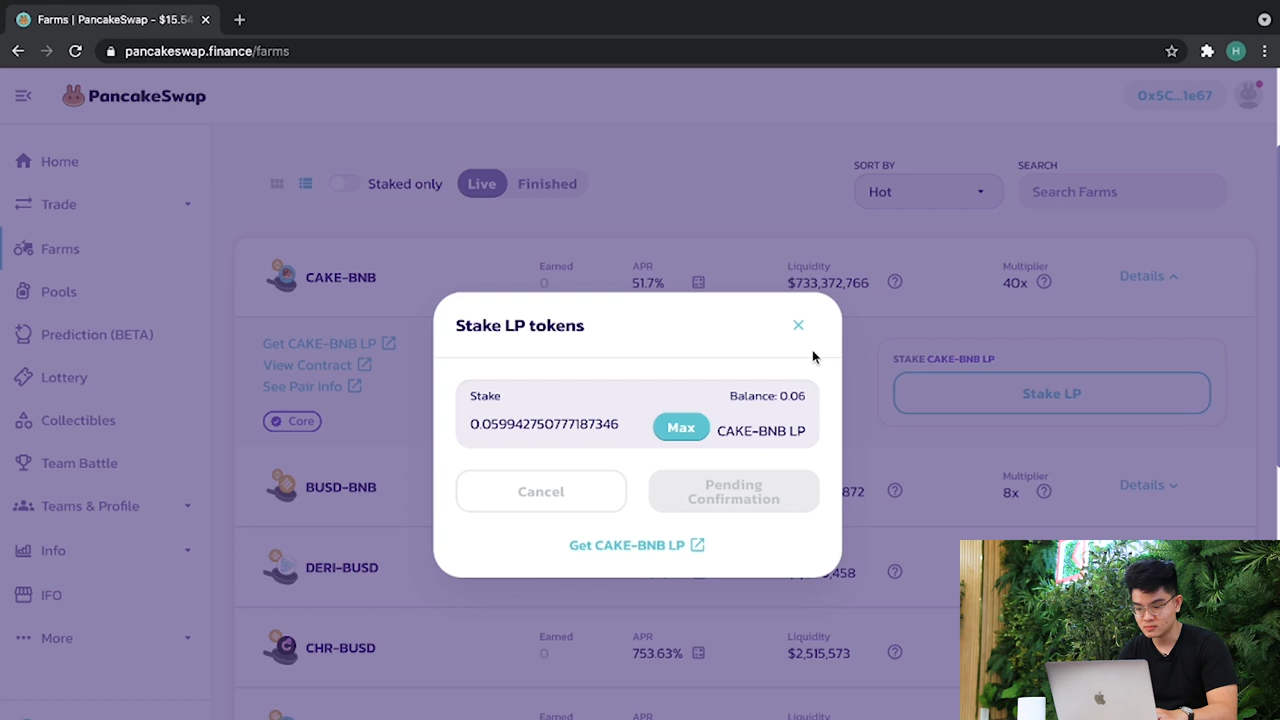 Farms | PancakeSwap - $15.54
pancakeswap.finance/farms
H
PancakeSwap
0x5C...1e67
Home
Trade
Farms
Pools
Prediction (BETA)
Lottery
Collectibles
Team Battle
Teams & Profile
Info
IFO
More
Staked only
Live
Finished
SORT BY
Hot
SEARCH
Search Farms
CAKE-BNB
Earned
0
APR
51.7%
Liquidity
$733,372,766
Multiplier
40x
Details
Get CAKE-BNB LP
View Contract
See Pair Info
Core
STAKE CAKE-BNB LP
Stake LP
Stake LP tokens
Stake
Balance: 0.06
0.059942750777187346
Max
CAKE-BNB LP
Cancel
Pending
Confirmation
Get CAKE-BNB LP
BUSD-BNB
872
Multiplier
8x
Details
DERI-BUSD
,458
CHR-BUSD
Earned
0
APR
753.63%
Liquidity
$2,515,573
Earned
APR
Liquidity